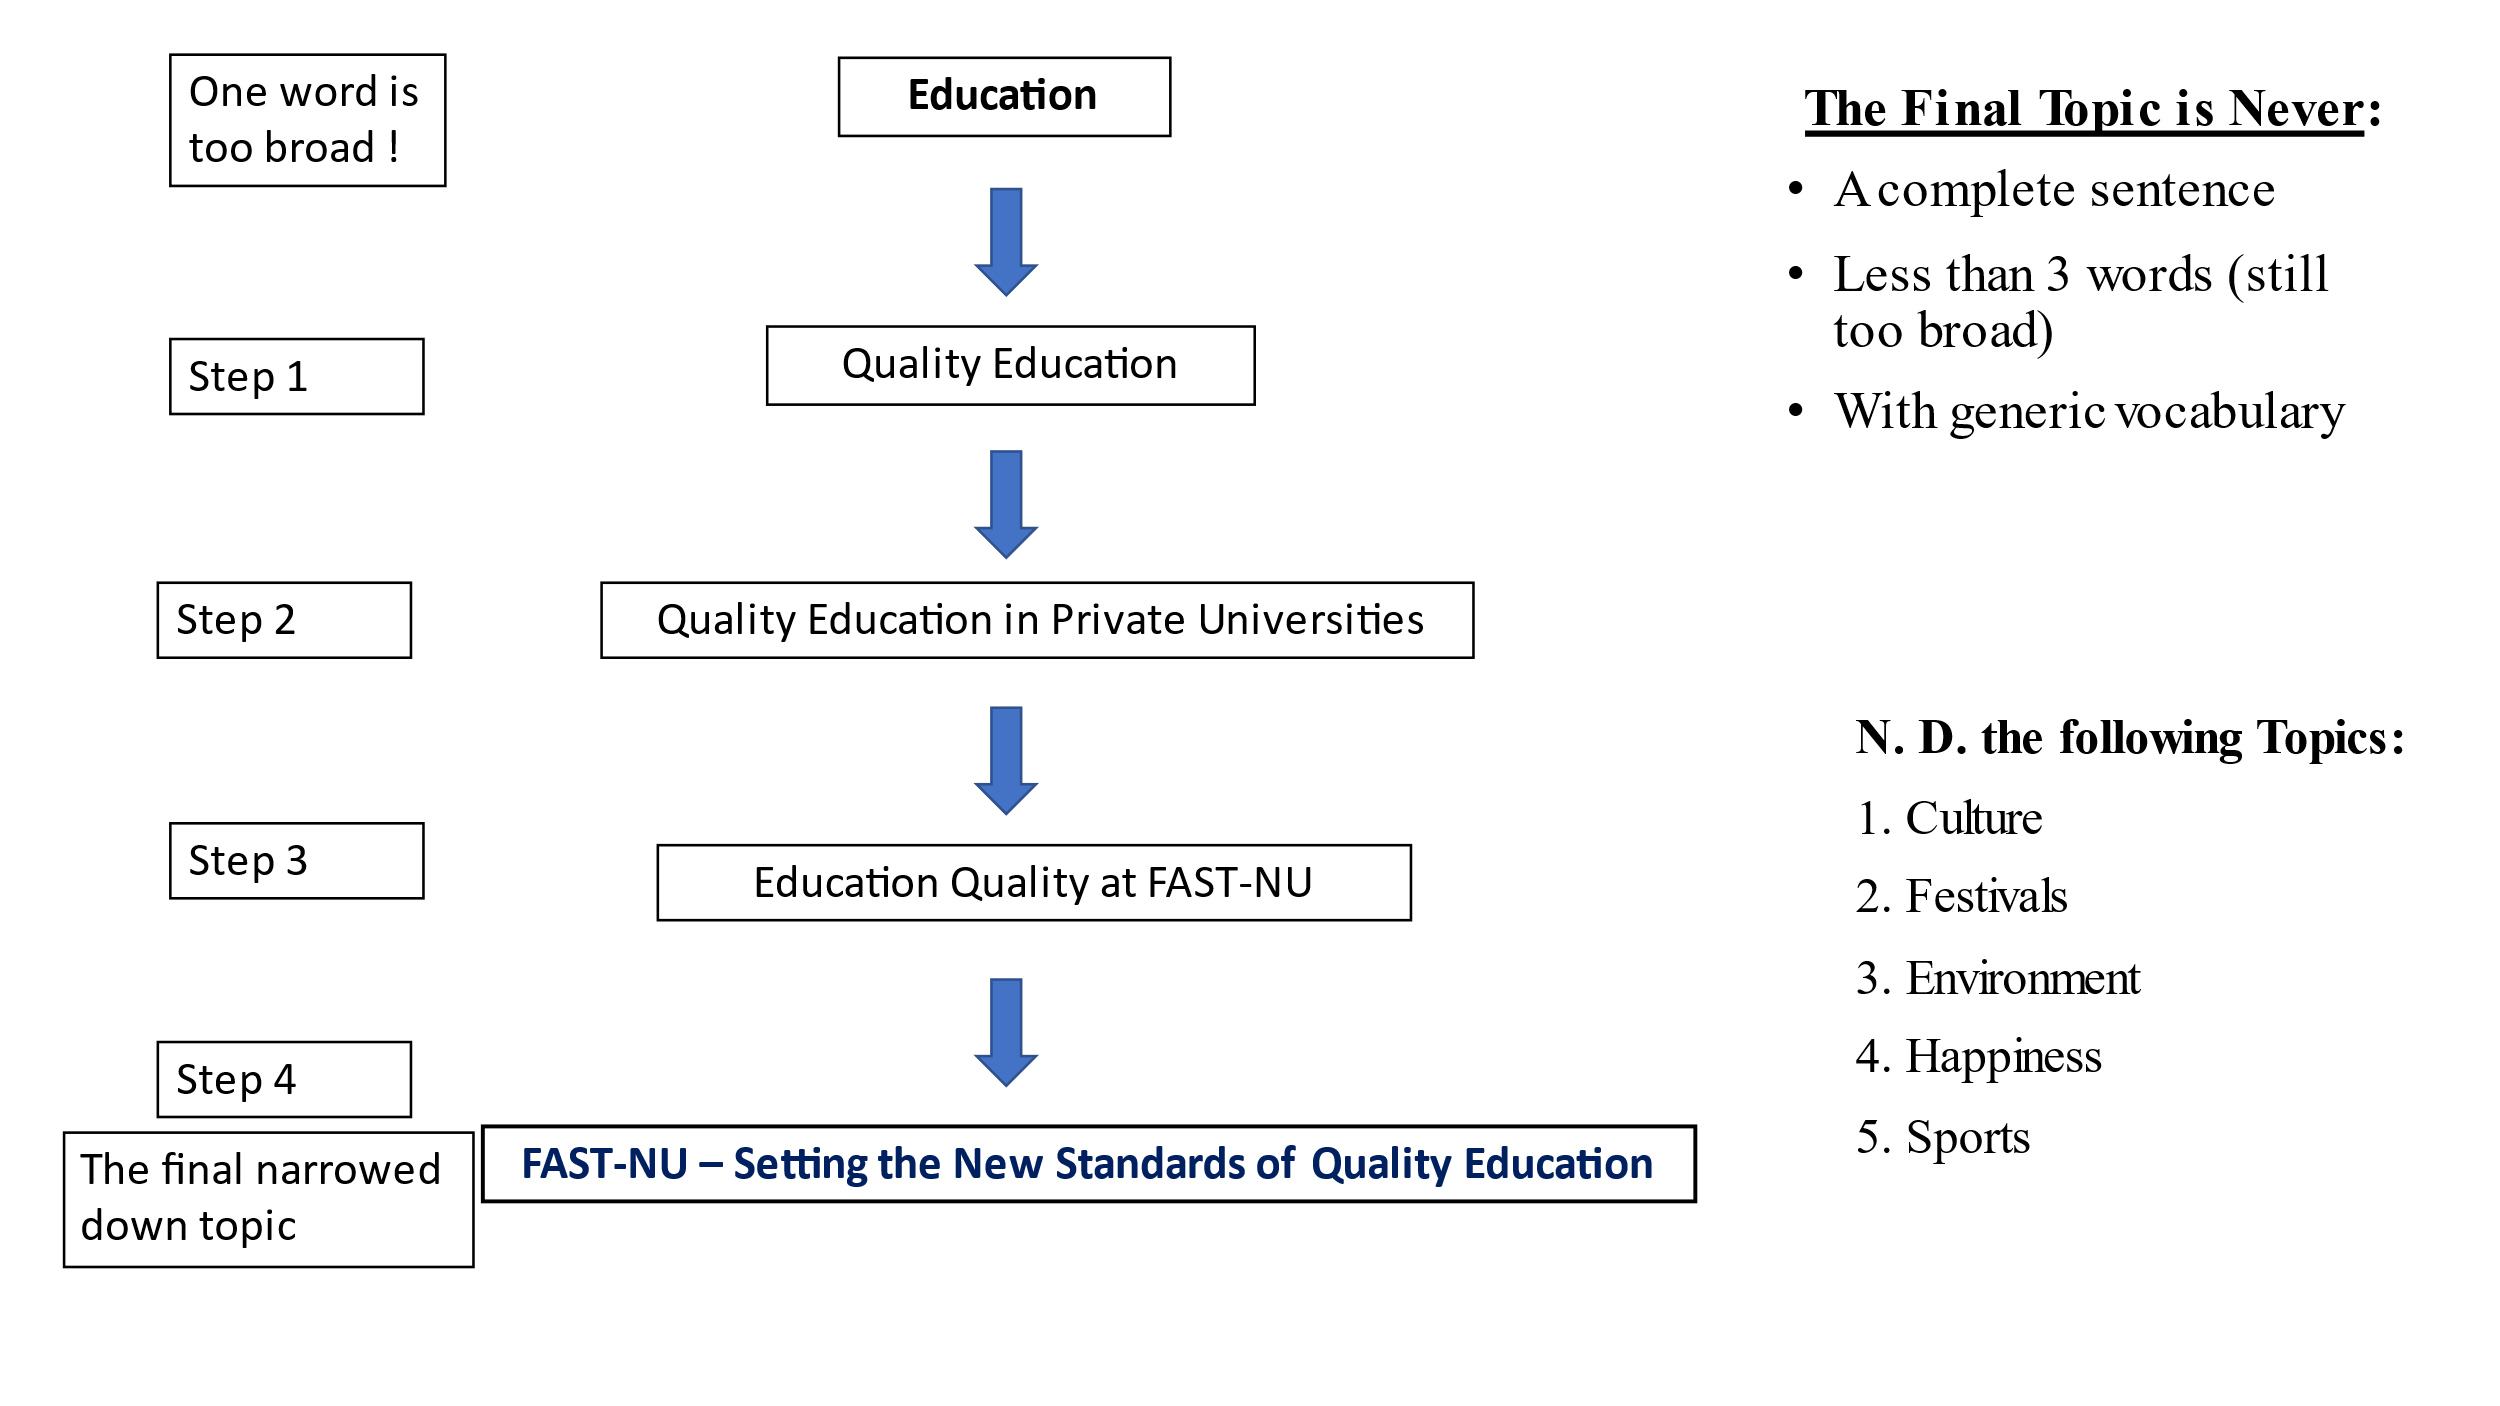 One word is
too broad !
Education
Step 1
Quality Education
Step 2
Quality Education in Private Universities
Step 3
Education Quality at FAST-NU
Step 4
The final narrowed
down topic
FAST-NU – Setting the New Standards of Quality Education
The Final Topic is Never:
• A complete sentence
• Less than 3 words (still
too broad)
• With generic vocabulary
N. D. the following Topics:
1. Culture
2. Festivals
3. Environment
4. Happiness
5. Sports